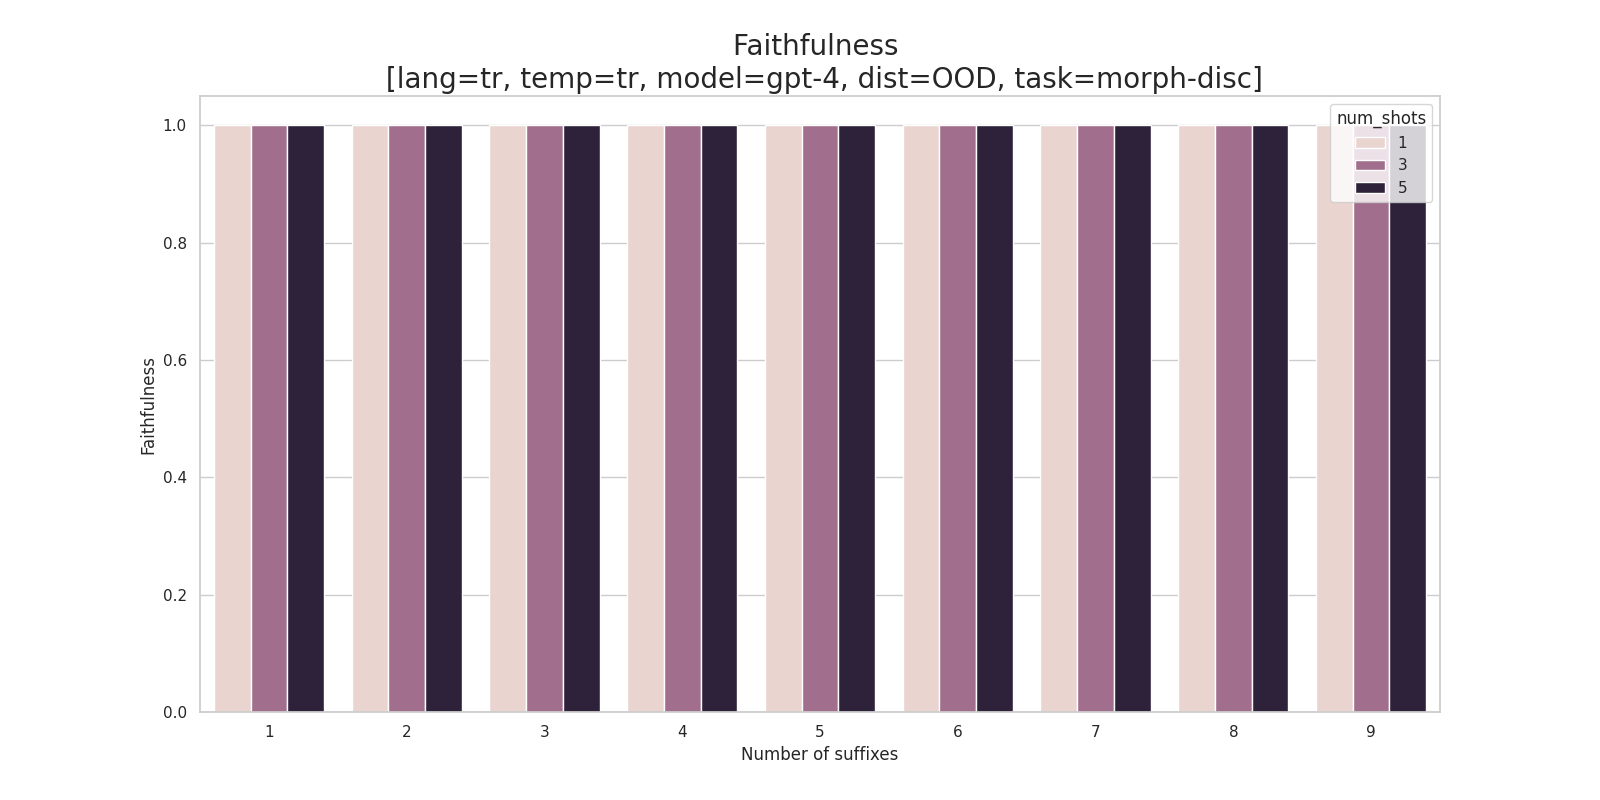 Faithfulness
[lang=tr, temp=tr, model=gpt-4, dist=OOD, task=morph-disc]
num_shots
1
3
5
1.0
0.8
0.6
0.4
0.2
0.0
Faithfulness
1 2 3 4 5 6 7 8 9
Number of suffixes